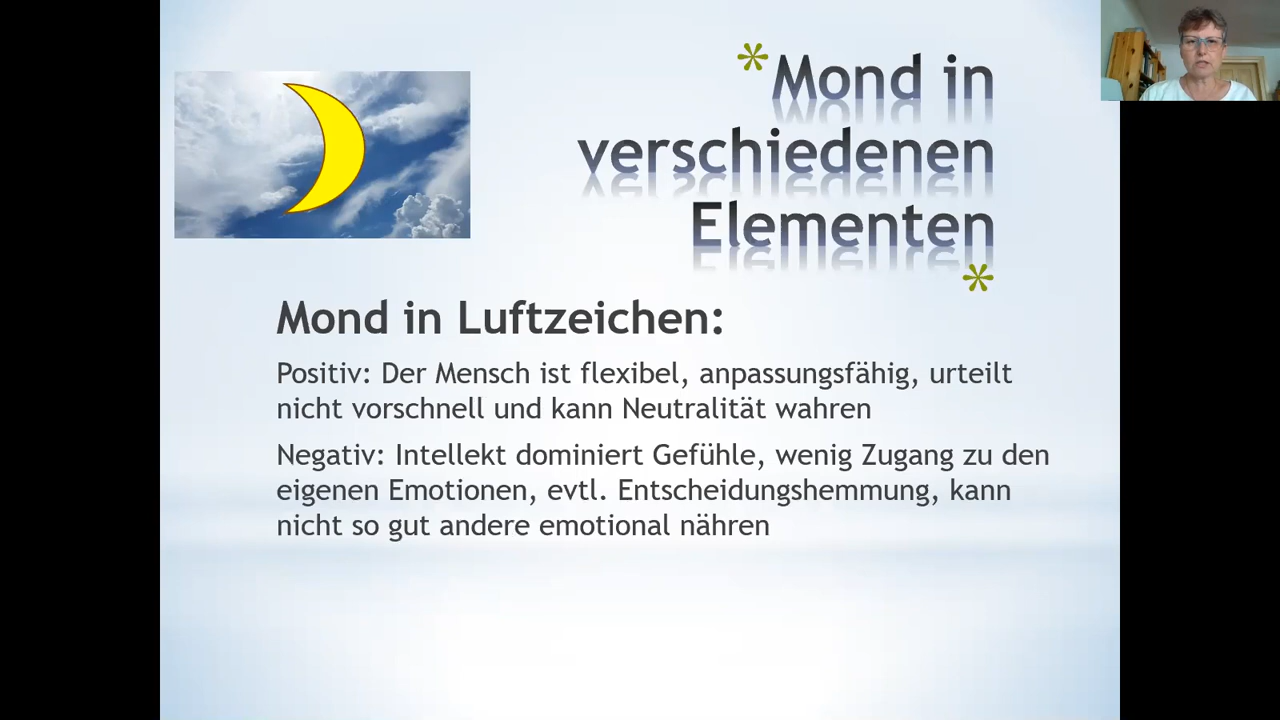 *Mond in
verschiedenen
Elementen
*
Mond in Luftzeichen:
Positiv: Der Mensch ist flexibel, anpassungsfähig, urteilt
nicht vorschnell und kann Neutralität wahren
Negativ: Intellekt dominiert Gefühle, wenig Zugang zu den
eigenen Emotionen, evtl. Entscheidungshemmung, kann
nicht so gut andere emotional nähren